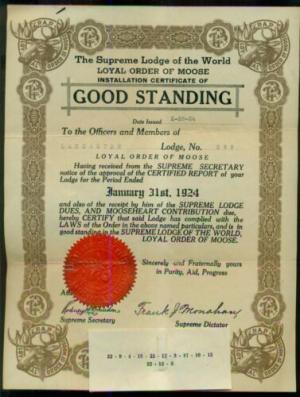 The Supreme Lodge of the World
LOYAL ORDER OF MOOSE
INSTALLATION CERTIFICATE OF
GOOD STANDING
Date Issued
To the Officers and Members of
Lodge, No.
LOYAL ORDER OF MOOSE
Having received from the SUPREME SECRETARY
notice of the approval of the CERTIFIED REPORT of your
Lodge for the Period Ended
January 31st, 1924
and also of the receipt by him of the SUPREME LODGE
DUES, AND MOOSEHEART CONTRIBUTION due,
hereby CERTIFY that said Lodge has complied with the
LAWS of the Order in the above named particulars, and is in
good standing in the SUPREME LODGE OF THE WORLD,
LOYAL ORDER OF MOOSE.
Sincerely and Fraternally yours
in Purity, Aid, Progress
Frank J Monahan
Supreme Secretary
Supreme Dictator